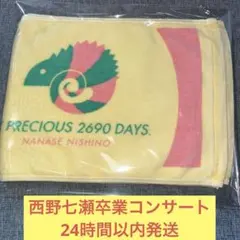 PRECIOUS 2690 DAYS.
NANASE NISHINO
西野七瀬卒業コンサート
24時間以内発送